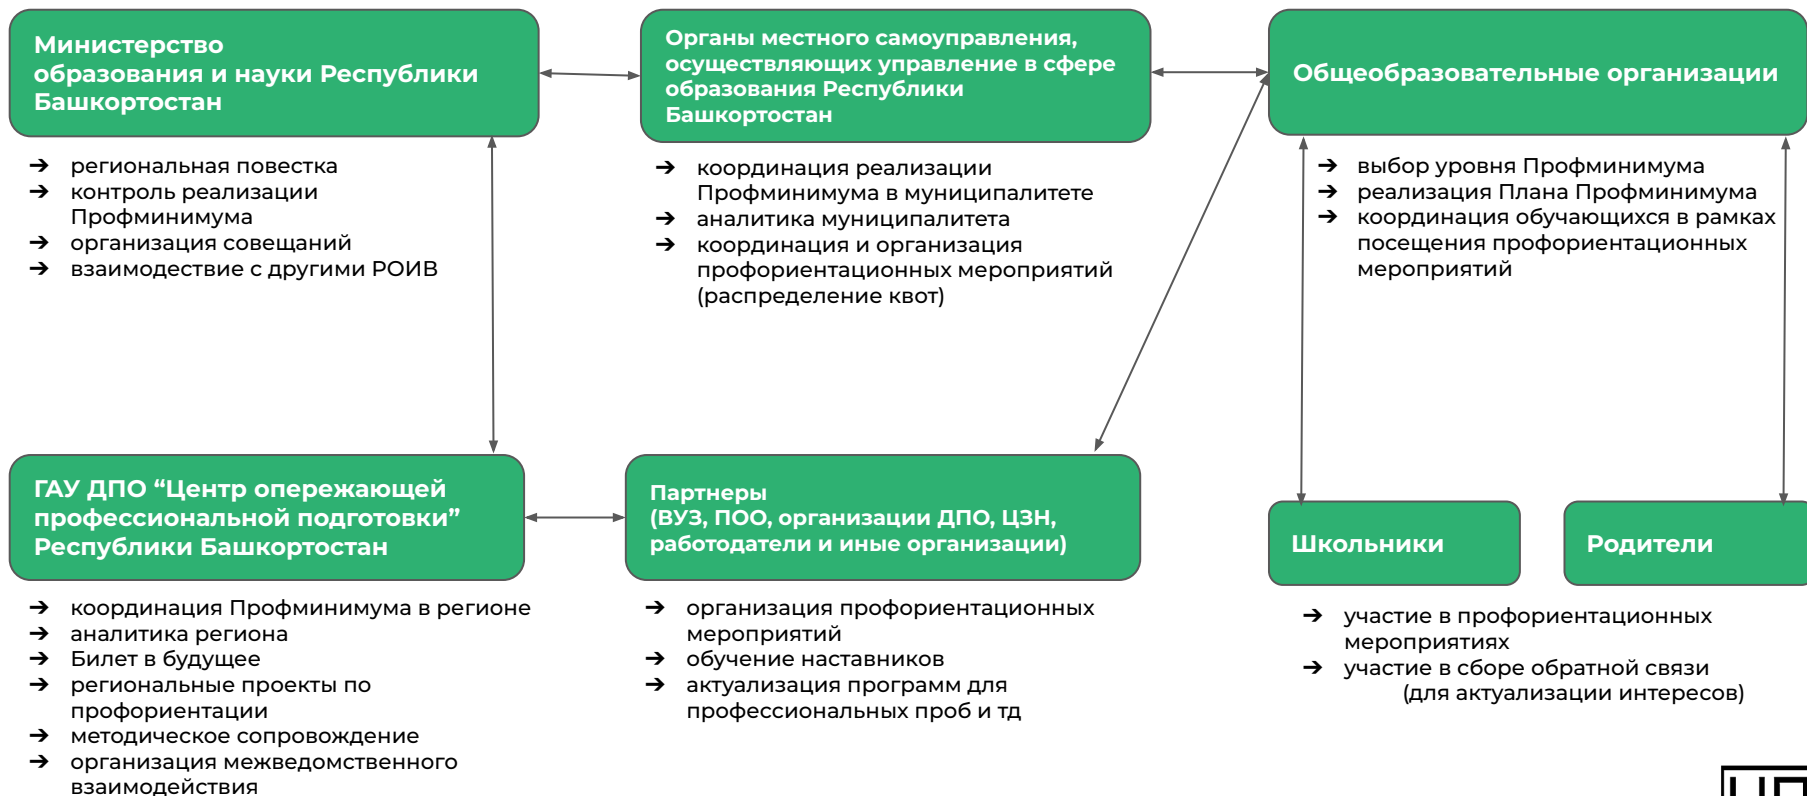 Министерство
образования и науки Республики
Башкортостан
➔ региональная повестка
➔ контроль реализации
Профминимума
➔ организация совещаний
➔ взаимодествие с другими РОИВ
Органы местного самоуправления,
осуществляющих управление в сфере
образования Республики
Башкортостан
➔ координация реализации
Профминимума в муниципалитете
➔ аналитика муниципалитета
➔ координация и организация
профориентационных мероприятий
(распределение квот)
Общеобразовательные организации
➔ выбор уровня Профминимума
➔ реализация Плана Профминимума
➔ координация обучающихся в рамках
посещения профориентационных
мероприятий
ГАУ ДПО “Центр опережающей
профессиональной подготовки”
Республики Башкортостан
➔ координация Профминимума в регионе
➔ аналитика региона
➔ Билет в будущее
➔ региональные проекты по
профориентации
➔ методическое сопровождение
➔ организация межведомственного
взаимодействия
Партнеры
(ВУЗ, ПОО, организации ДПО, ЦЗН,
работодатели и иные организации)
➔ организация профориентационных
мероприятий
➔ обучение наставников
➔ актуализация программ для
профессиональных проб и тд
Школьники
Родители
➔ участие в профориентационных
мероприятиях
➔ участие в сборе обратной связи
(для актуализации интересов)